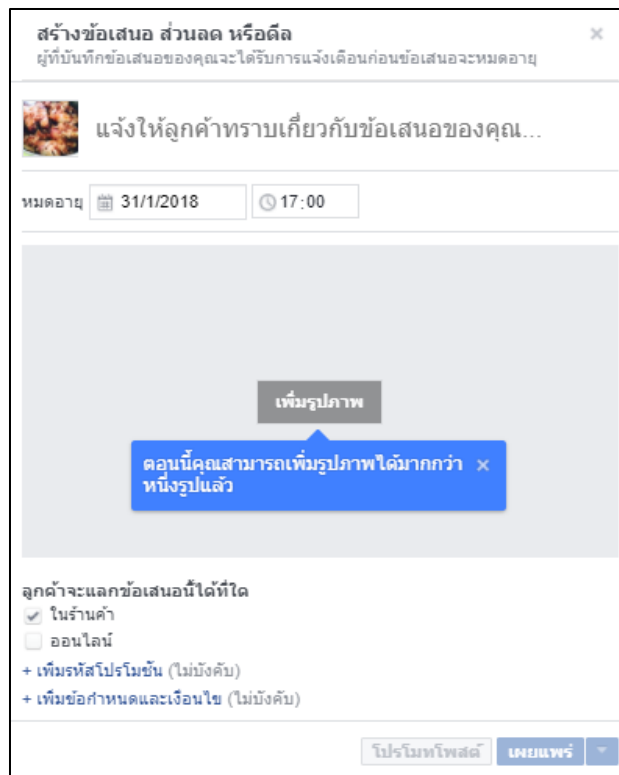 สร้างข้อเสนอ ส่วนลด หรือดีล
ผู้ที่บันทึกข้อเสนอของคุณจะได้รับการแจ้งเตือนก่อนข้อเสนอจะหมดอายุ
แจ้งให้ลูกค้าทราบเกี่ยวกับข้อเสนอของคุณ...
หมดอายุ 31/1/2018 17:00
เพิ่มรูปภาพ
ตอนนี้คุณสามารถเพิ่มรูปภาพได้มากกว่า
หนึ่งรูปแล้ว
ลูกค้าจะแลกข้อเสนอนี้ได้ที่ใด
ในร้านค้า
ออนไลน์
+ เพิ่มรหัสโปรโมชั่น (ไม่บังคับ)
+ เพิ่มข้อกำหนดและเงื่อนไข (ไม่บังคับ)
โปรโมทโพสต์ เผยแพร่